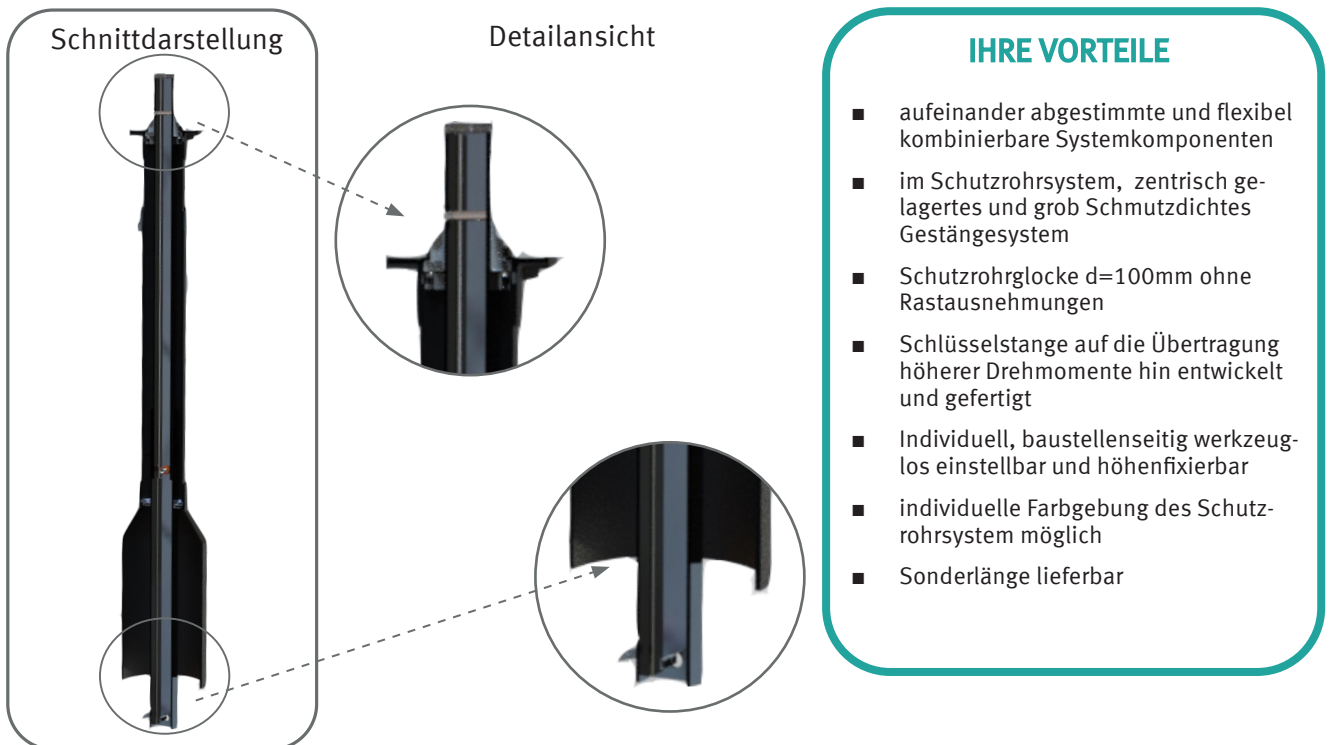 Schnittdarstellung
Detailansicht
IHRE VORTEILE
■ aufeinander abgestimmte und flexibel
kombinierbare Systemkomponenten
■ im Schutzrohrsystem, zentrisch ge-
lagertes und grob Schmutzdichtes
Gestängesystem
■ Schutzrohrglocke d=100mm ohne
Rastausnehmungen
■ Schlüsselstange auf die Übertragung
höherer Drehmomente hin entwickelt
und gefertigt
■ Individuell, baustellenseitig werkzeug-
los einstellbar und höhenfixierbar
■ individuelle Farbgebung des Schutz-
rohrsystem möglich
■ Sonderlänge lieferbar